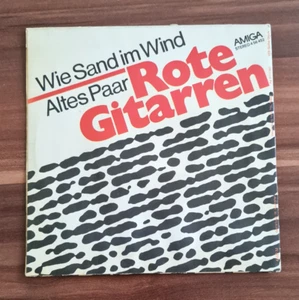 Wie Sand im Wind
Altes Paar
Rote
Gitarren
AMIGA